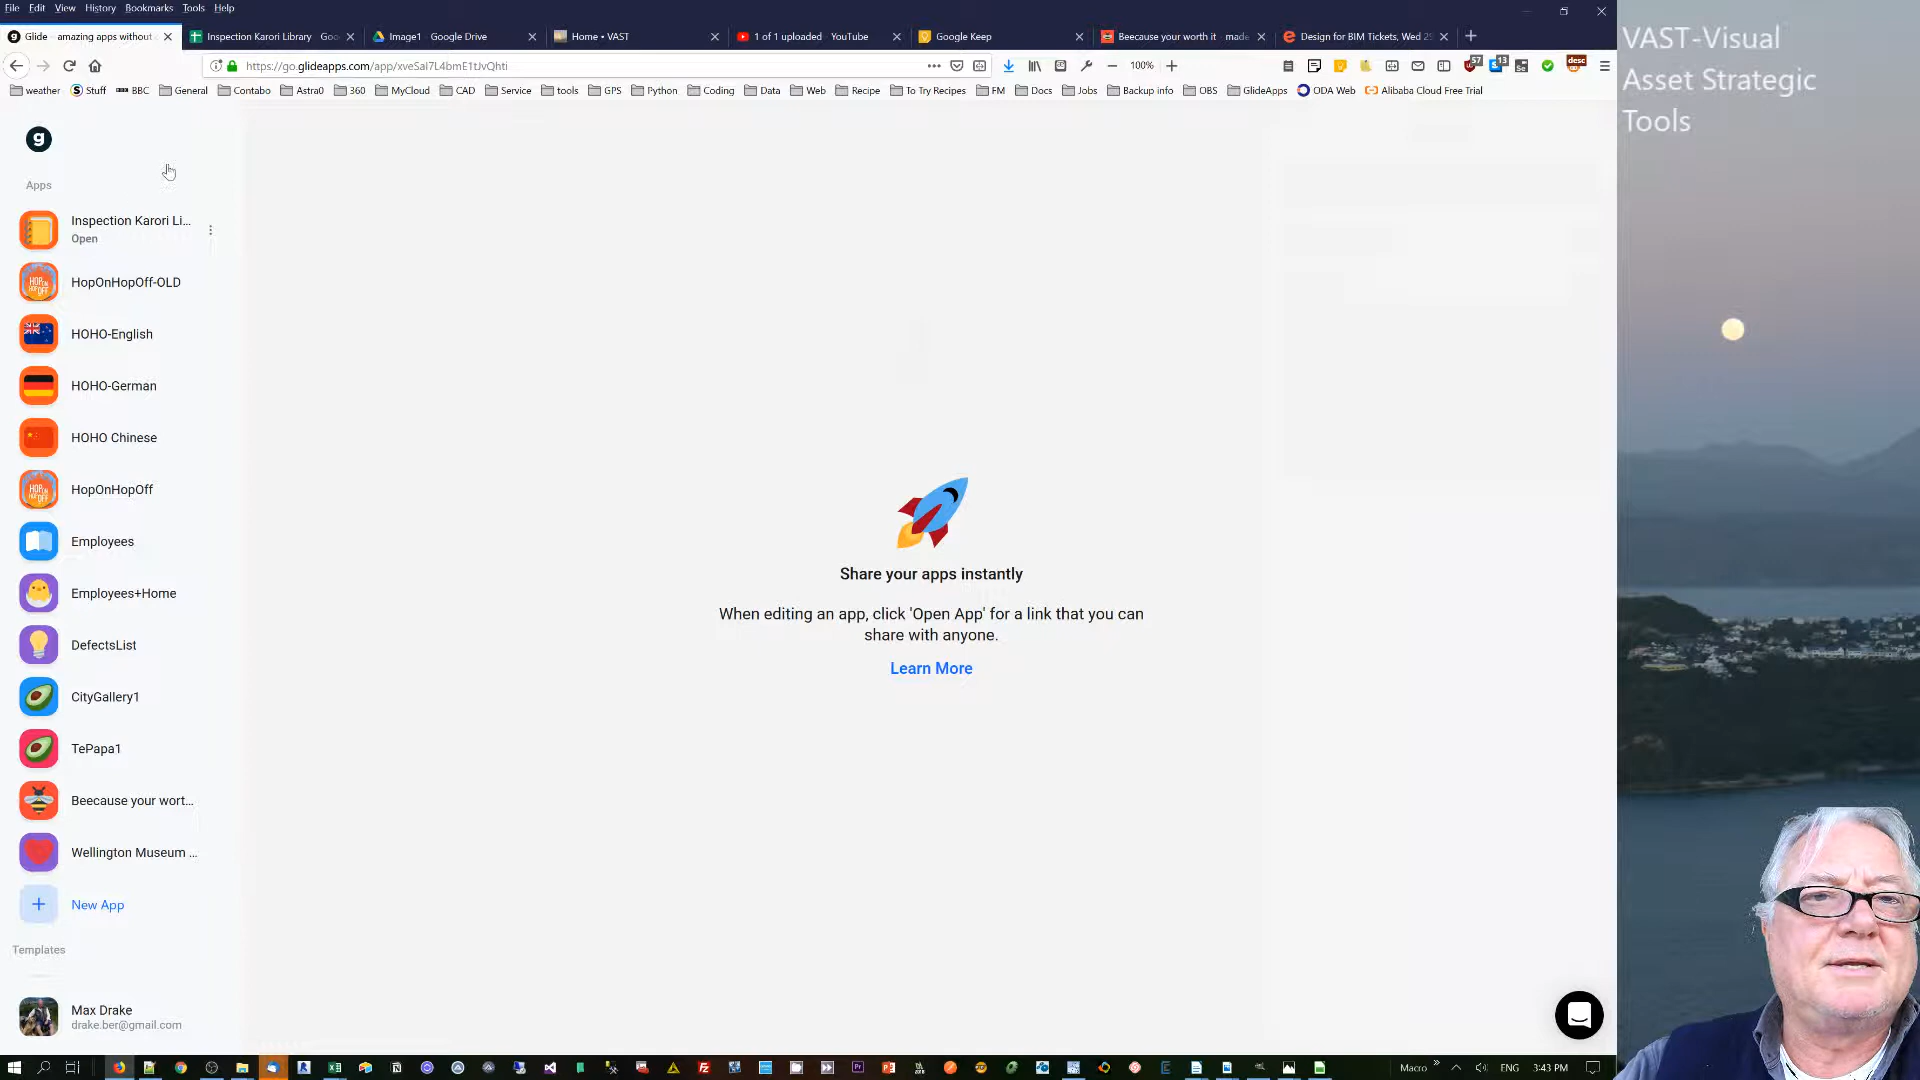 File Edit View History Bookmarks Tools Help
Glide - amazing apps without
Inspection Karori Library Goo
Image1 - Google Drive
Home • VAST
1 of 1 uploaded - YouTube
Google Keep
Beecause your worth it - made
Design for BIM Tickets, Wed 25
https://go.glideapps.com/app/xveSal7L4bmE1tJvQhti
100%
57
13
desc
weather Stuff BBC General Contabo Astra0 360 MyCloud CAD Service tools GPS Python Coding Data Web Recipe To Try Recipes FM Docs Jobs Backup info OBS GlideApps ODA Web Alibaba Cloud Free Trial
VAST-Visual
Asset Strategic
Tools
g
Apps
Inspection Karori Li...
Open
HopOnHopOff-OLD
HOHO-English
HOHO-German
HOHO Chinese
HopOnHopOff
Employees
Employees+Home
DefectsList
CityGallery1
TePapa1
Beecause your wort...
Wellington Museum ...
New App
Templates
Max Drake
drake.ber@gmail.com
Share your apps instantly
When editing an app, click 'Open App' for a link that you can
share with anyone.
Learn More
Macro
ENG
3:43 PM